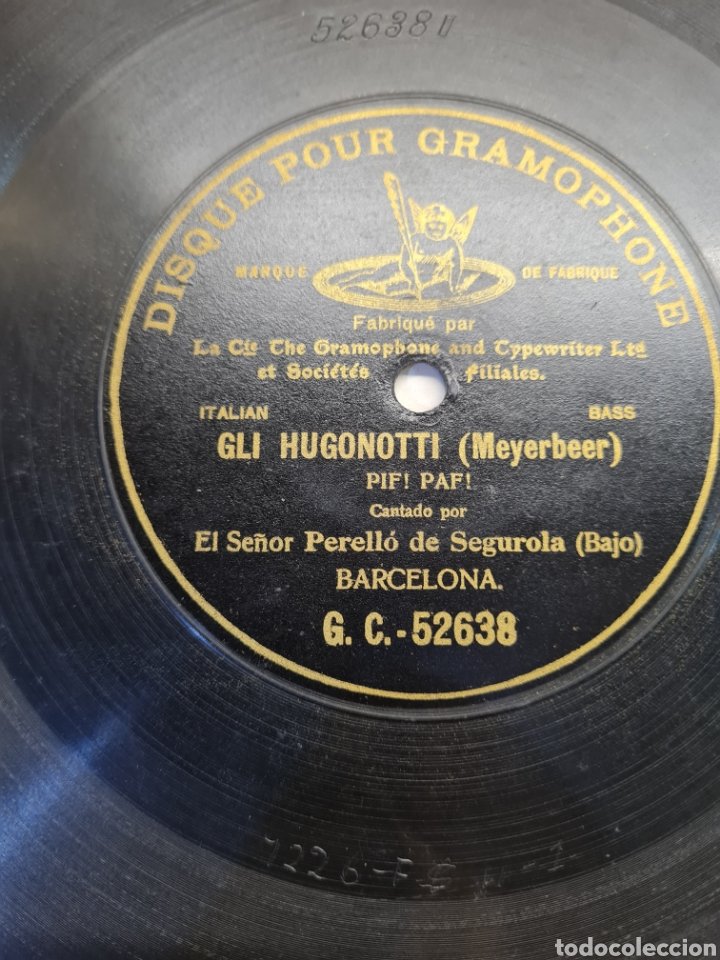 52638 II
DISQUE POUR GRAMOPHONE
MARQUE DE FABRIQUE
Fabriqué par
La Cie The Gramophone and Typewriter Ltd
et Sociétés filiales.
ITALIAN BASS
GLI HUGONOTTI (Meyerbeer)
PIF! PAF!
Cantado por
El Señor Perelló de Segurola (Bajo)
BARCELONA.
G. C.-52638
todocoleccion